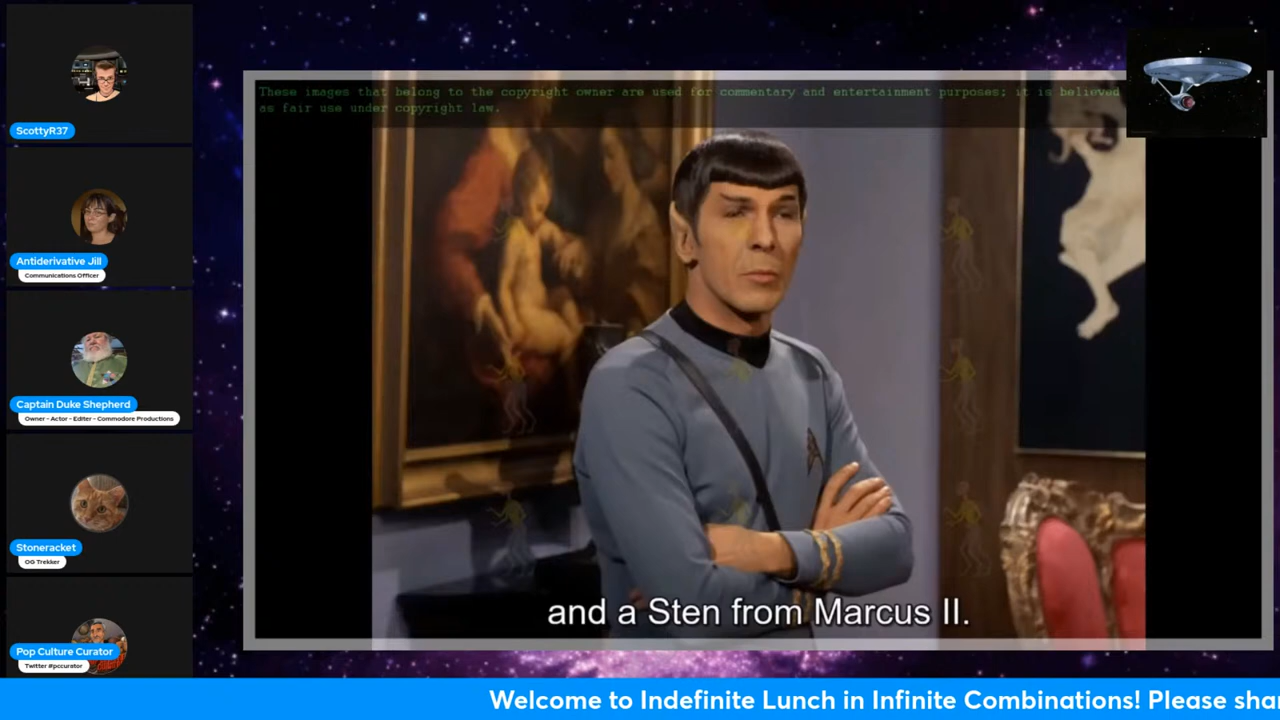 ScottyR37
Antiderivative Jill
Communications Officer
Captain Duke Shepherd
Owner - Actor - Editer - Commodore Productions
Stoneracket
OG Trekker
Pop Culture Curator
Twitter #pccurator
These images that belong to the copyright owner are used for commentary and entertainment purposes; it is believed
as fair use under copyright law.
and a Sten from Marcus II.
Welcome to Indefinite Lunch in Infinite Combinations! Please sha